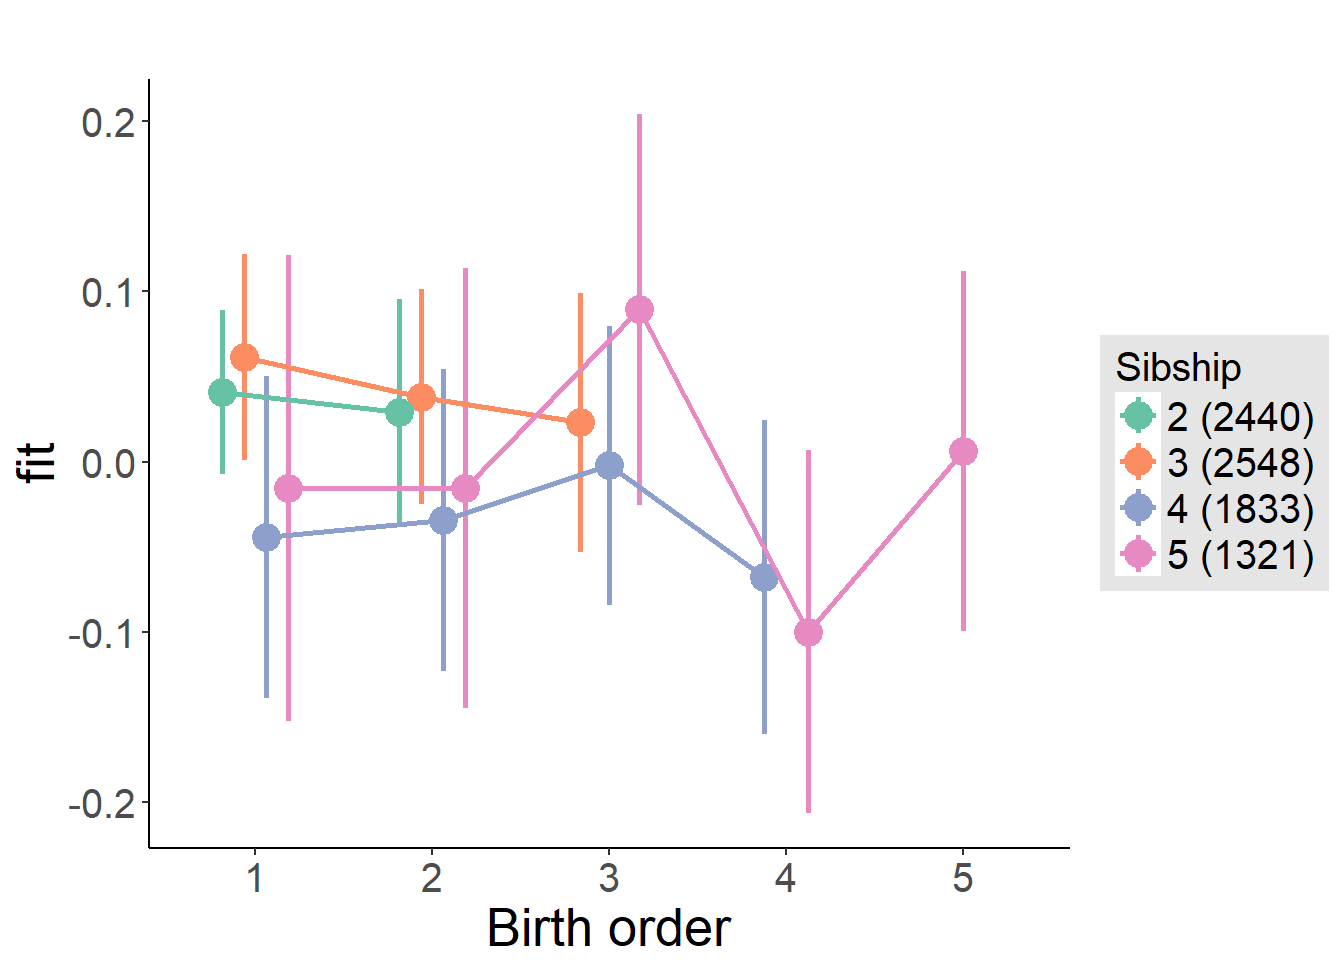 0.2
0.1
0.0
-0.1
-0.2
fit
1 2 3 4 5
Birth order
Sibship
2 (2440)
3 (2548)
4 (1833)
5 (1321)